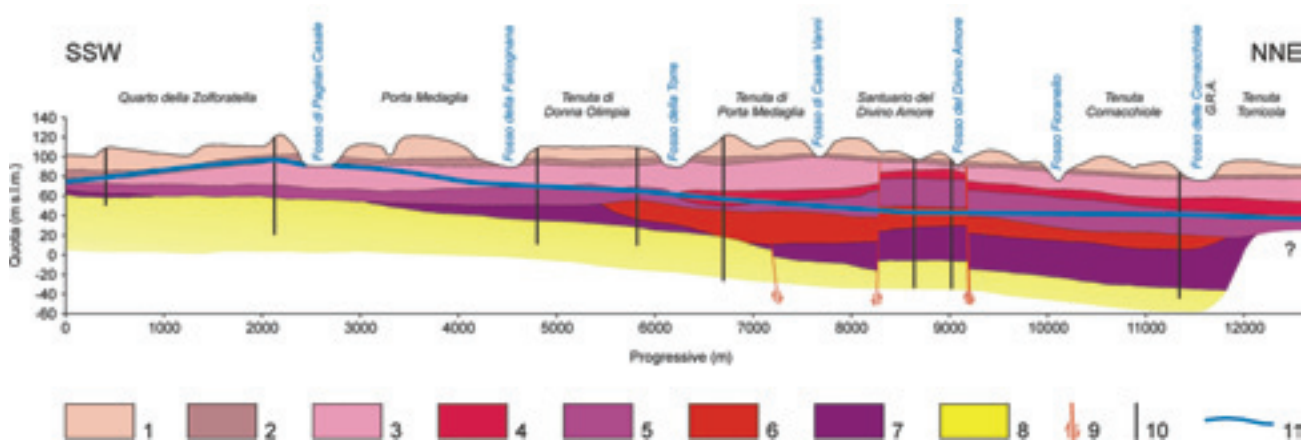 SSW
NNE
Fosso di Paglian Casale
Fosso della Falcognana
Fosso della Torre
Fosso di Casale Vanni
Fosso del Divino Amore
Fosso Fioranello
Fosso delle Cornacchiole
G.R.A.
Quarto della Zolforatella
Porta Medaglia
Tenuta di
Donna Olimpia
Tenuta di
Porta Medaglia
Santuario del
Divino Amore
Tenuta
Cornacchiole
Tenuta
Torricola
Quota (m s.l.m.)
140
120
100
80
60
40
20
0
-20
-40
-60
?
0 1000 2000 3000 4000 5000 6000 7000 8000 9000 10000 11000 12000
Progressive (m)
1 2 3 4 5 6 7 8 9 10 11